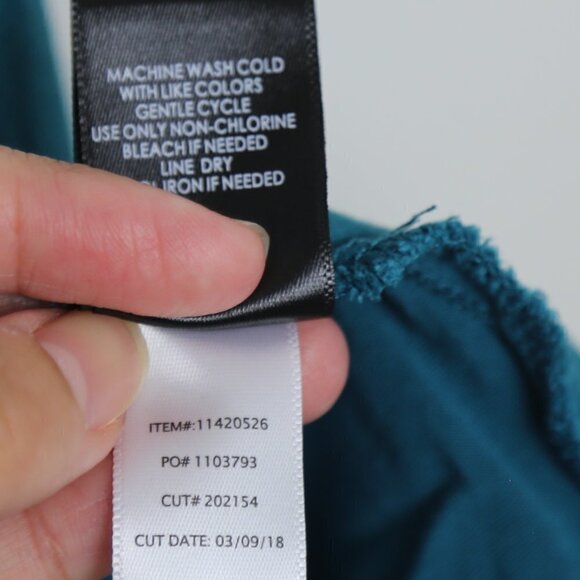 MACHINE WASH COLD
WITH LIKE COLORS
GENTLE CYCLE
USE ONLY NON-CHLORINE
BLEACH IF NEEDED
LINE DRY
IRON IF NEEDED
ITEM#:11420526
PO# 1103793
CUT# 202154
CUT DATE: 03/09/18